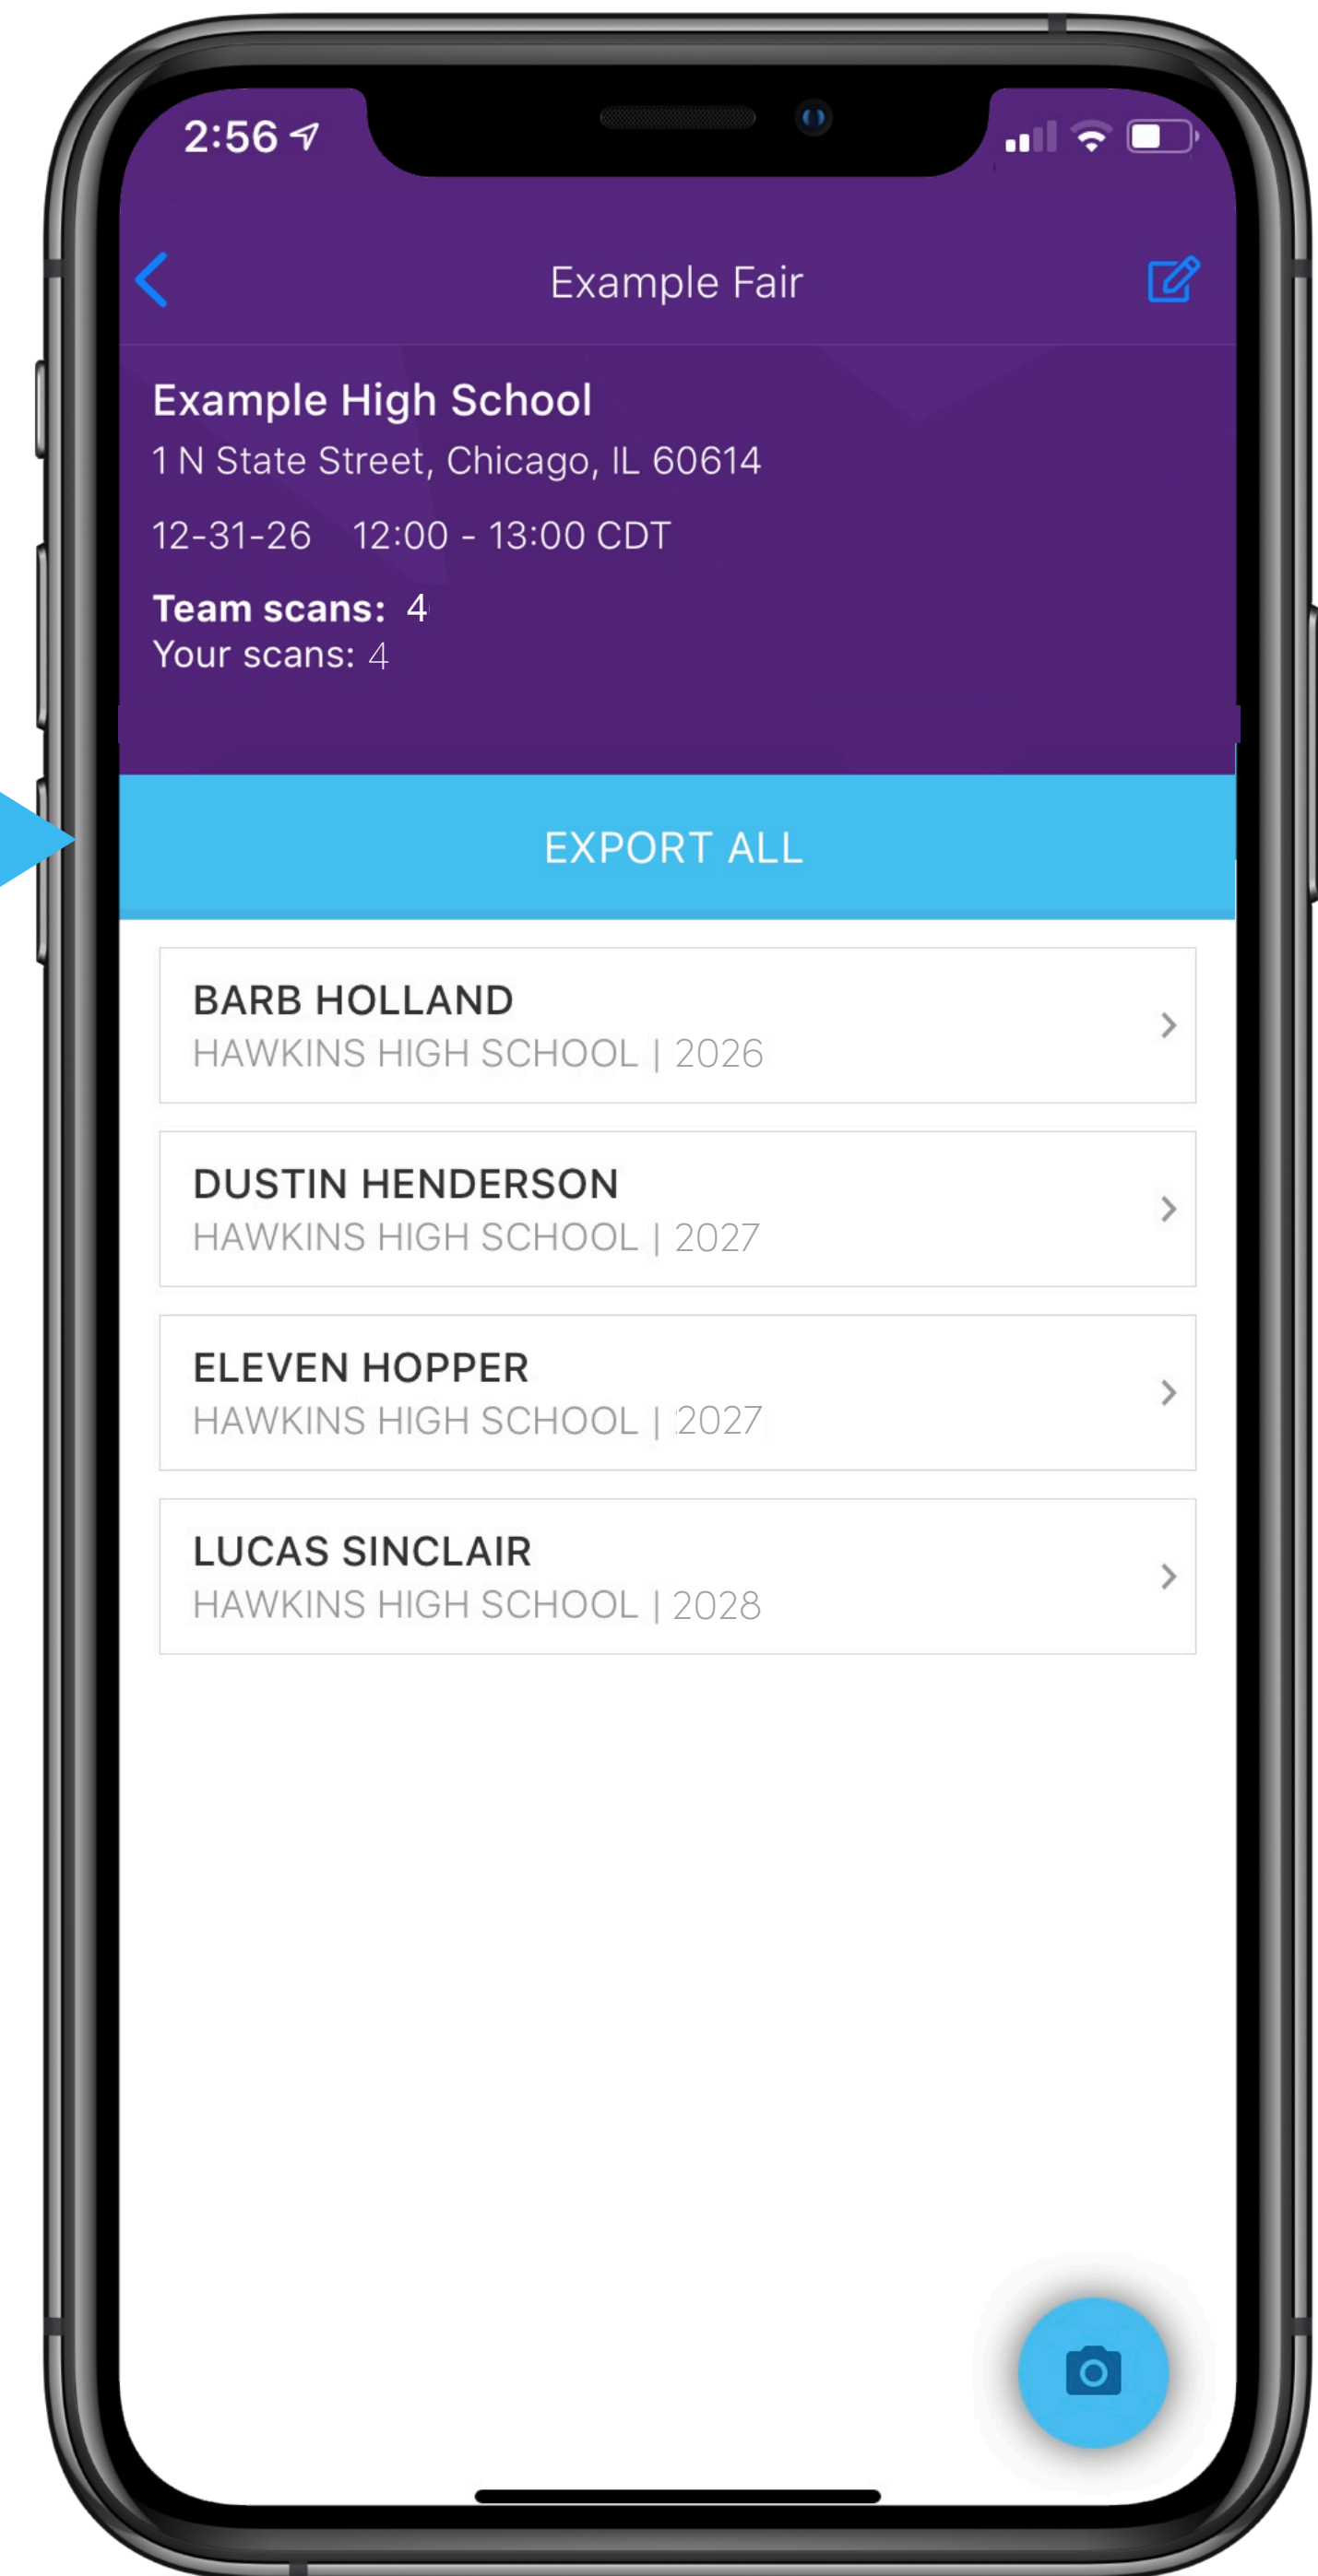 2:56
Example Fair
Example High School
1 N State Street, Chicago, IL 60614
12-31-26 12:00 - 13:00 CDT
Team scans: 4
Your scans: 4
EXPORT ALL
BARB HOLLAND
HAWKINS HIGH SCHOOL | 2026
DUSTIN HENDERSON
HAWKINS HIGH SCHOOL | 2027
ELEVEN HOPPER
HAWKINS HIGH SCHOOL | 2027
LUCAS SINCLAIR
HAWKINS HIGH SCHOOL | 2028